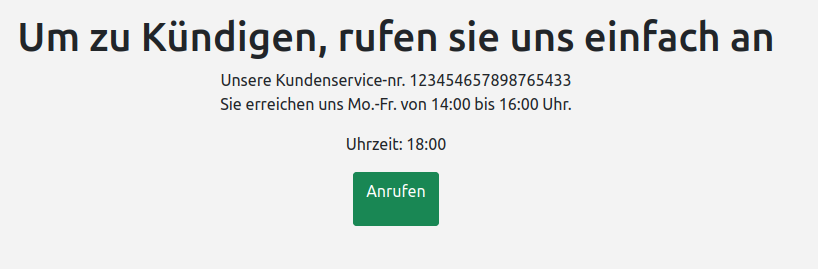 Um zu Kündigen, rufen sie uns einfach an
Unsere Kundenservice-nr. 123454657898765433
Sie erreichen uns Mo.-Fr. von 14:00 bis 16:00 Uhr.
Uhrzeit: 18:00
Anrufen